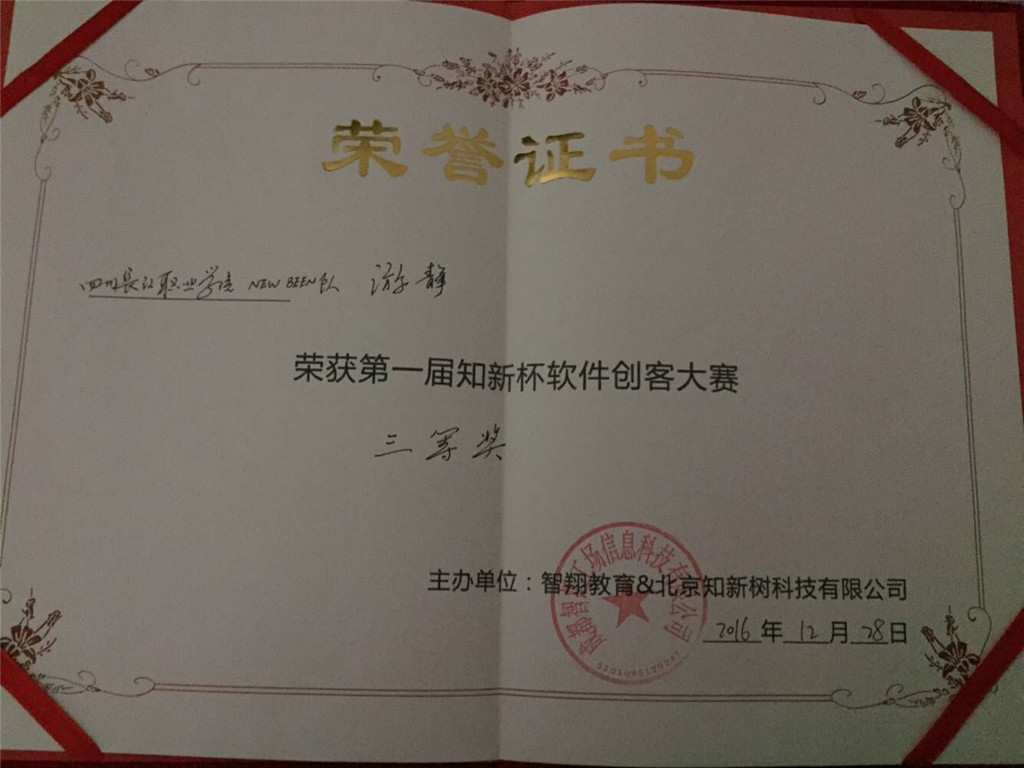 荣誉证书
四川长江职业学院 NEW BEEN队 游静
荣获第一届知新杯软件创客大赛
三等奖
主办单位：智翔教育&北京知新树科技有限公司
2016年12月28日